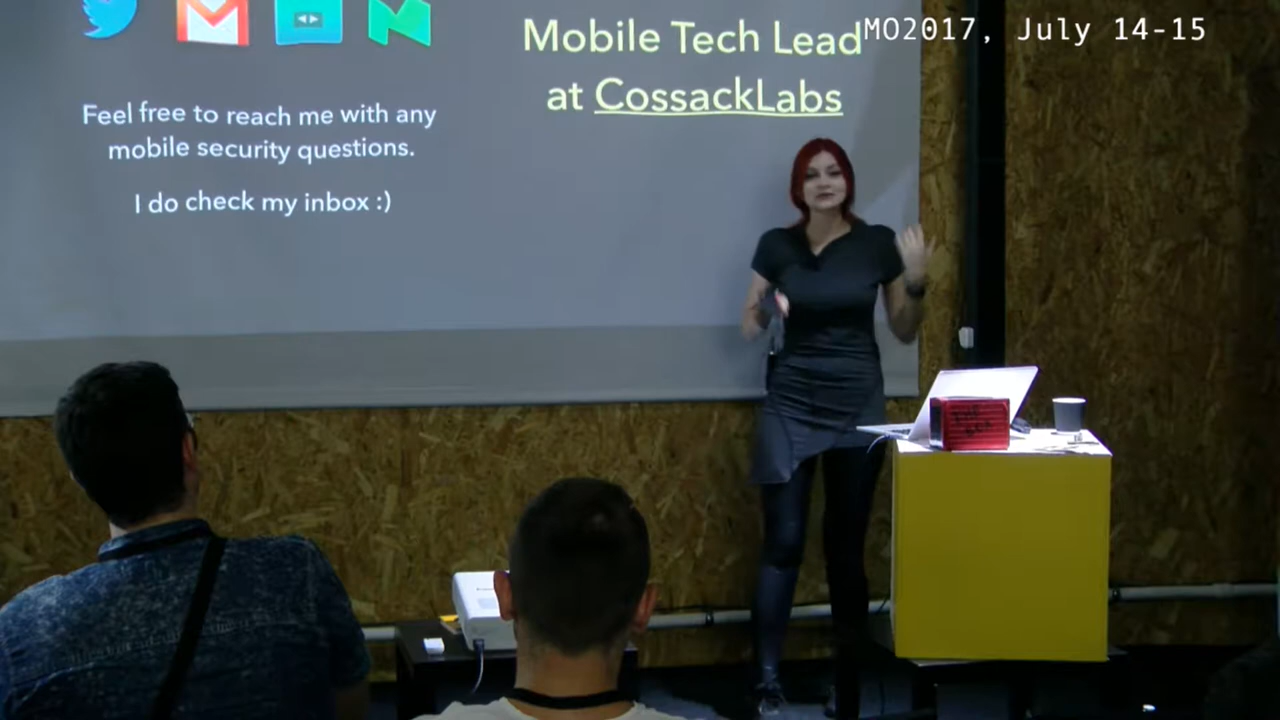 Mobile Tech Lead
at CossackLabs
MO2017, July 14-15
Feel free to reach me with any
mobile security questions.
I do check my inbox :)